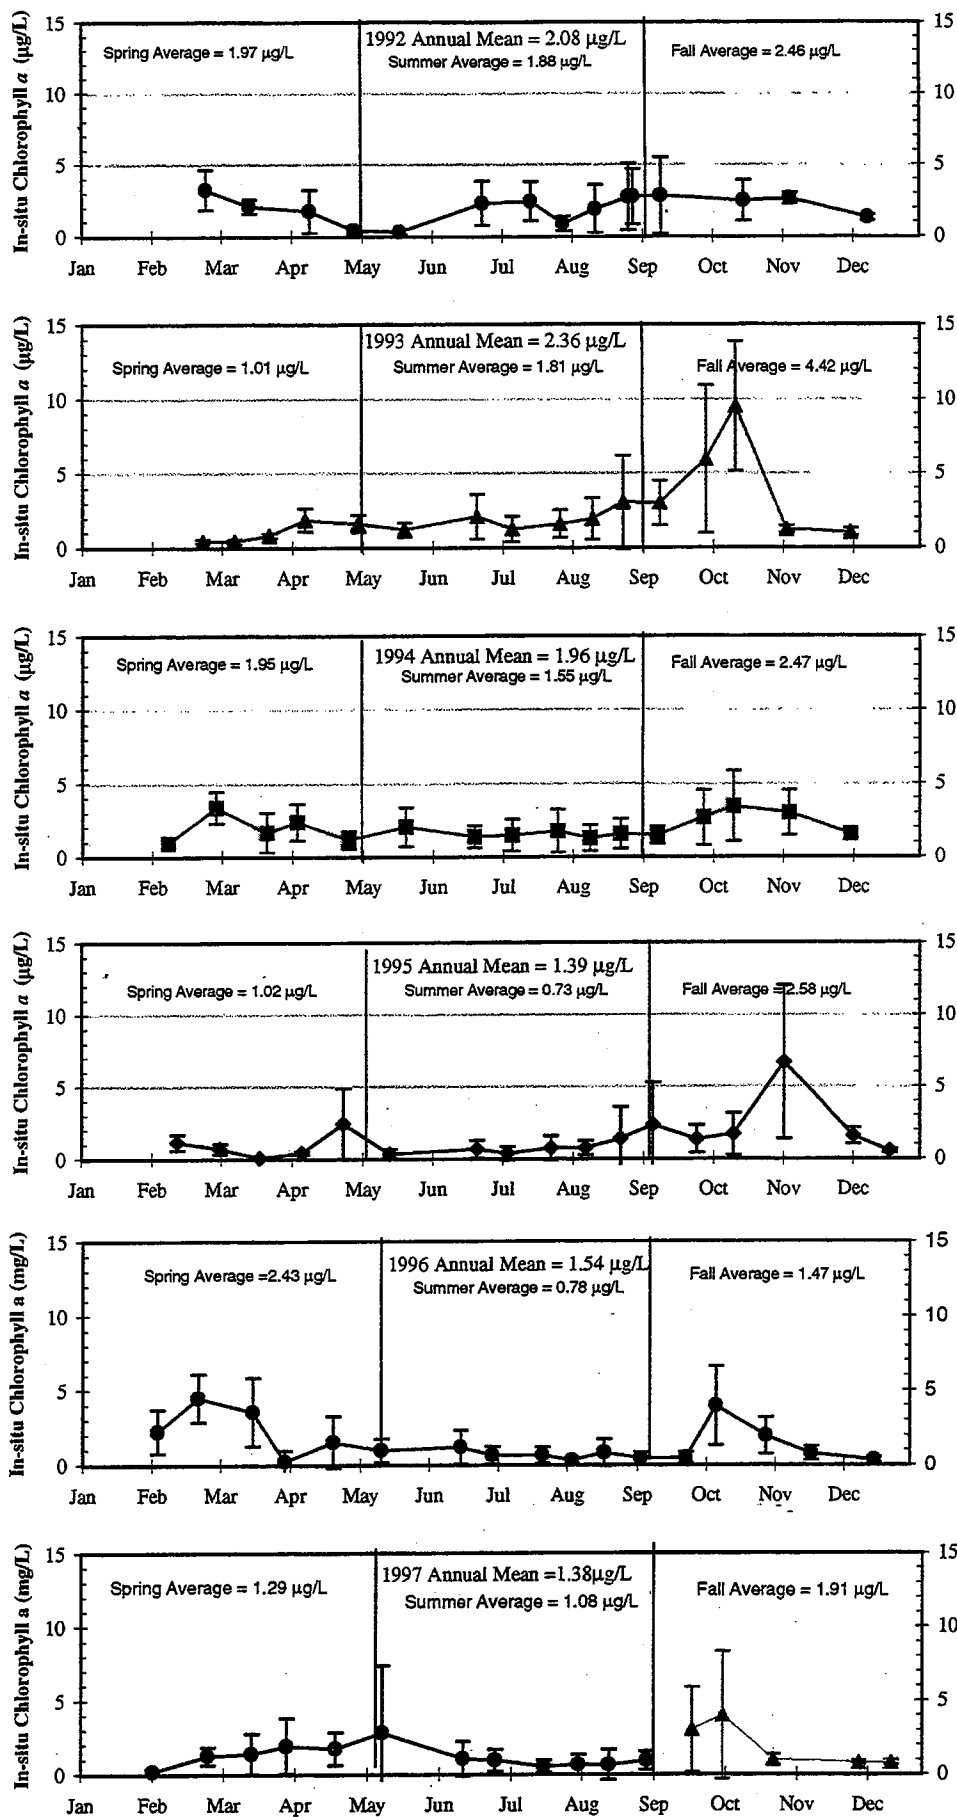 In-situ Chlorophyll a (µg/L)
15 15
1992 Annual Mean = 2.08 µg/L
Spring Average = 1.97 µg/L Summer Average = 1.88 µg/L Fall Average = 2.46 µg/L
10 10
5 5
0 0
Jan Feb Mar Apr May Jun Jul Aug Sep Oct Nov Dec
In-situ Chlorophyll a (µg/L)
15 15
1993 Annual Mean = 2.36 µg/L
Spring Average = 1.01 µg/L Summer Average = 1.81 µg/L Fall Average = 4.42 µg/L
10 10
5 5
0 0
Jan Feb Mar Apr May Jun Jul Aug Sep Oct Nov Dec
In-situ Chlorophyll a (µg/L)
15 15
1994 Annual Mean = 1.96 µg/L
Spring Average = 1.95 µg/L Summer Average = 1.55 µg/L Fall Average = 2.47 µg/L
10 10
5 5
0 0
Jan Feb Mar Apr May Jun Jul Aug Sep Oct Nov Dec
In-situ Chlorophyll a (µg/L)
15 15
1995 Annual Mean = 1.39 µg/L
Spring Average = 1.02 µg/L Summer Average = 0.73 µg/L Fall Average = 2.58 µg/L
10 10
5 5
0 0
Jan Feb Mar Apr May Jun Jul Aug Sep Oct Nov Dec
In-situ Chlorophyll a (mg/L)
15 15
1996 Annual Mean = 1.54 µg/L
Spring Average =2.43 µg/L Summer Average = 0.78 µg/L Fall Average = 1.47 µg/L
10 10
5 5
0 0
Jan Feb Mar Apr May Jun Jul Aug Sep Oct Nov Dec
In-situ Chlorophyll a (mg/L)
15 15
1997 Annual Mean =1.38µg/L
Spring Average = 1.29 µg/L Summer Average = 1.08 µg/L Fall Average = 1.91 µg/L
10 10
5 5
0 0
Jan Feb Mar Apr May Jun Jul Aug Sep Oct Nov Dec